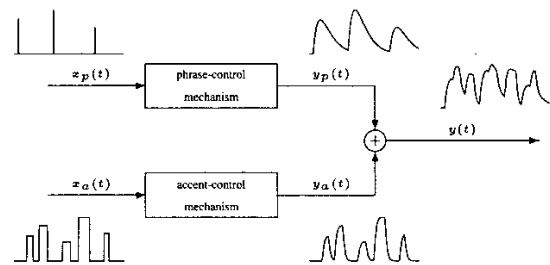 x_p(t)
phrase-control
mechanism
y_p(t)
+
y(t)
x_a(t)
accent-control
mechanism
y_a(t)